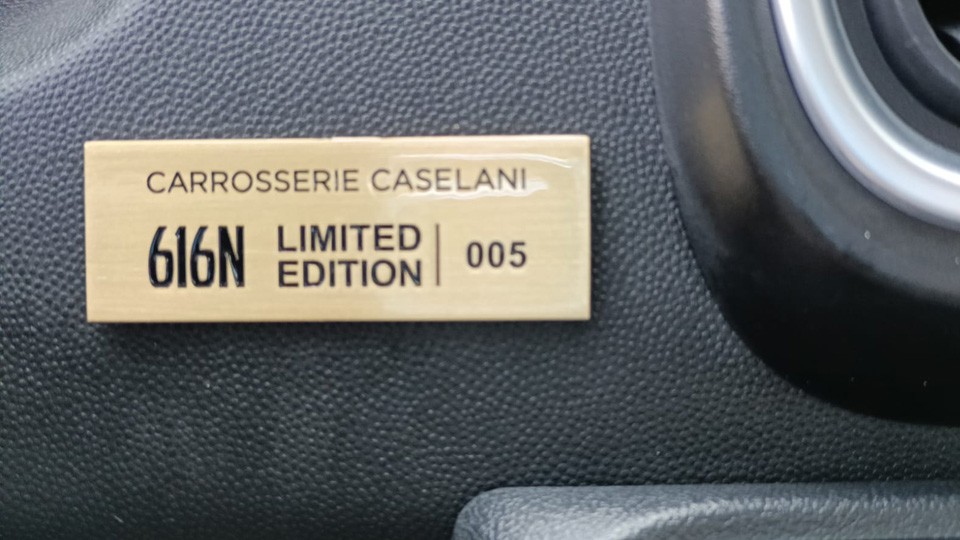 CARROSSERIE CASELANI
616N LIMITED EDITION | 005